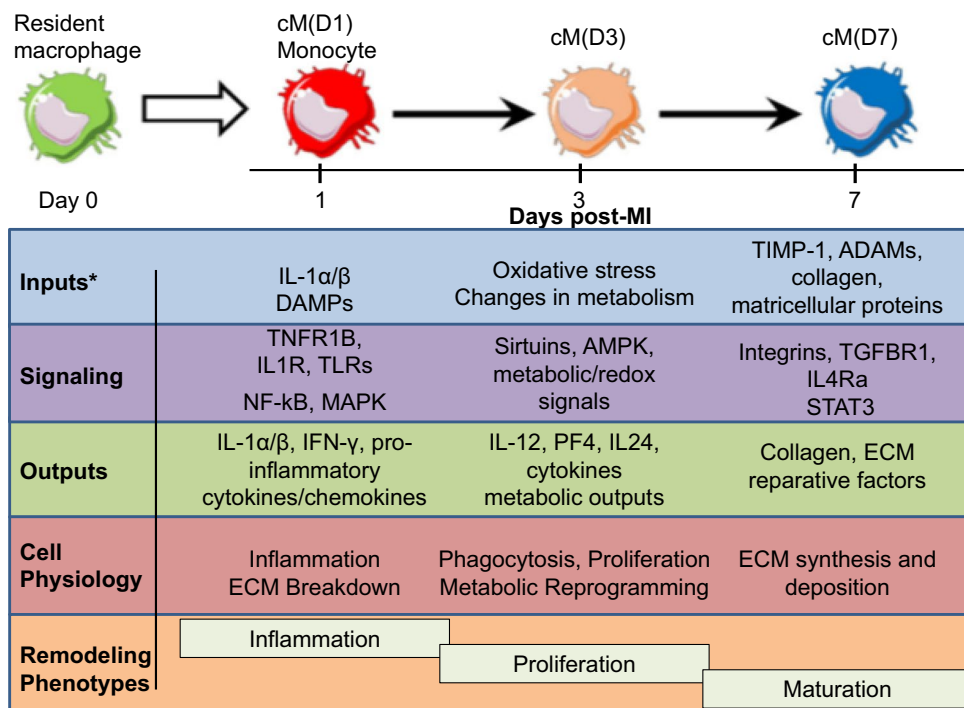 Resident
macrophage
cM(D1)
Monocyte
cM(D3)
cM(D7)
Day 0
1
3
7
Days post-MI
Inputs*
IL-1α/β
DAMPs
Oxidative stress
Changes in metabolism
TIMP-1, ADAMs,
collagen,
matricellular proteins
Signaling
TNFR1B,
IL1R, TLRs
NF-kB, MAPK
Sirtuins, AMPK,
metabolic/redox
signals
Integrins, TGFBR1,
IL4Ra
STAT3
Outputs
IL-1α/β, IFN-γ, pro-
inflammatory
cytokines/chemokines
IL-12, PF4, IL24,
cytokines
metabolic outputs
Collagen, ECM
reparative factors
Cell
Physiology
Inflammation
ECM Breakdown
Phagocytosis, Proliferation
Metabolic Reprogramming
ECM synthesis and
deposition
Remodeling
Phenotypes
Inflammation
Proliferation
Maturation